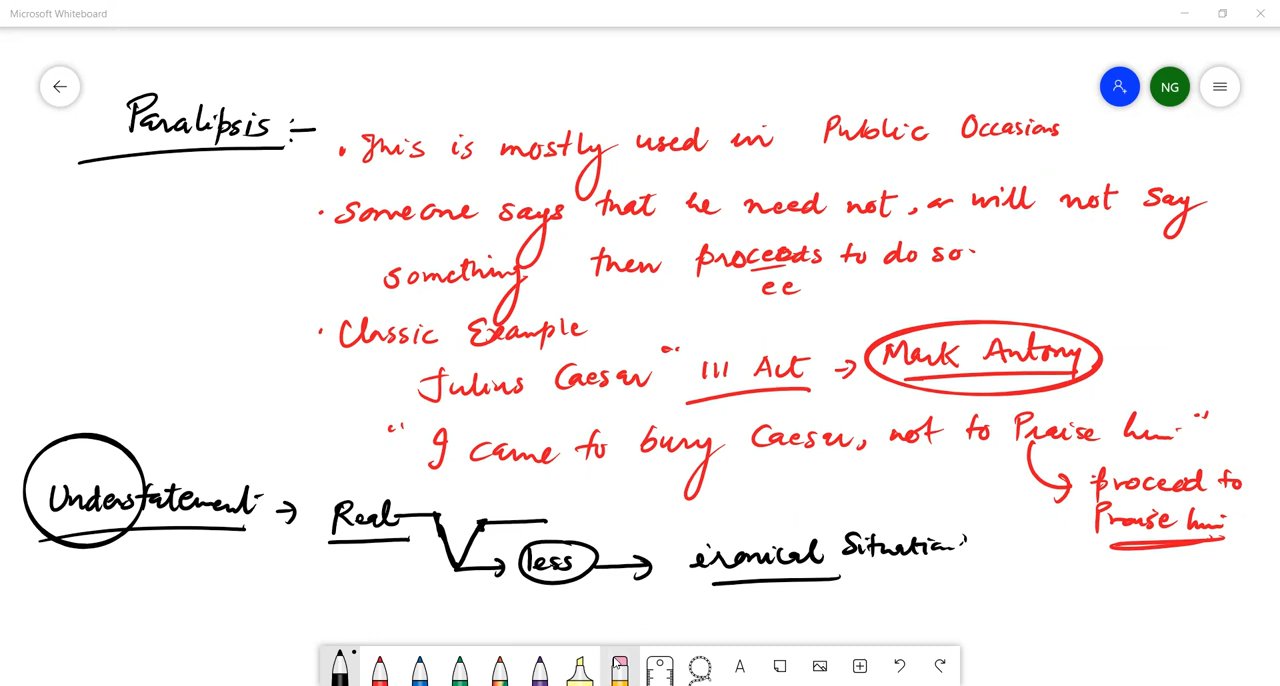 Microsoft Whiteboard
NG
Paralipsis :-
• This is mostly used in Public Occasions
• Someone says that he need not, or will not say
something then proceeds to do so.
ee
• Classic Example
Julius Caesar " III Act → Mark Antony
" I came to bury Caesar, not to Praise him "
proceed to
Praise him
Understatement → Real
less → ironical Situation
A